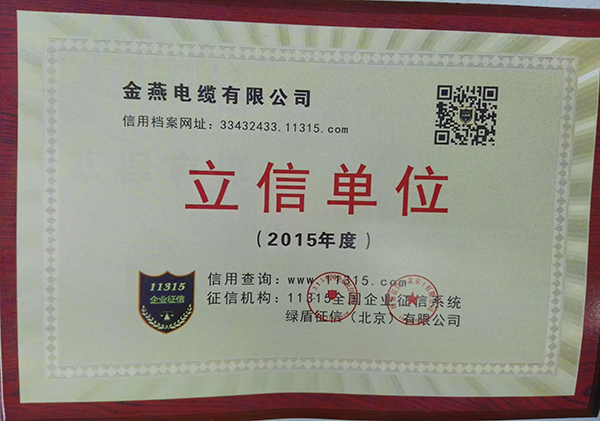 金燕电缆有限公司
信用档案网址：33432433.11315.com
立信单位
（2015年度）
11315
企业征信
信用查询：www.11315.com
征信机构：11315全国企业征信系统
绿盾征信（北京）有限公司